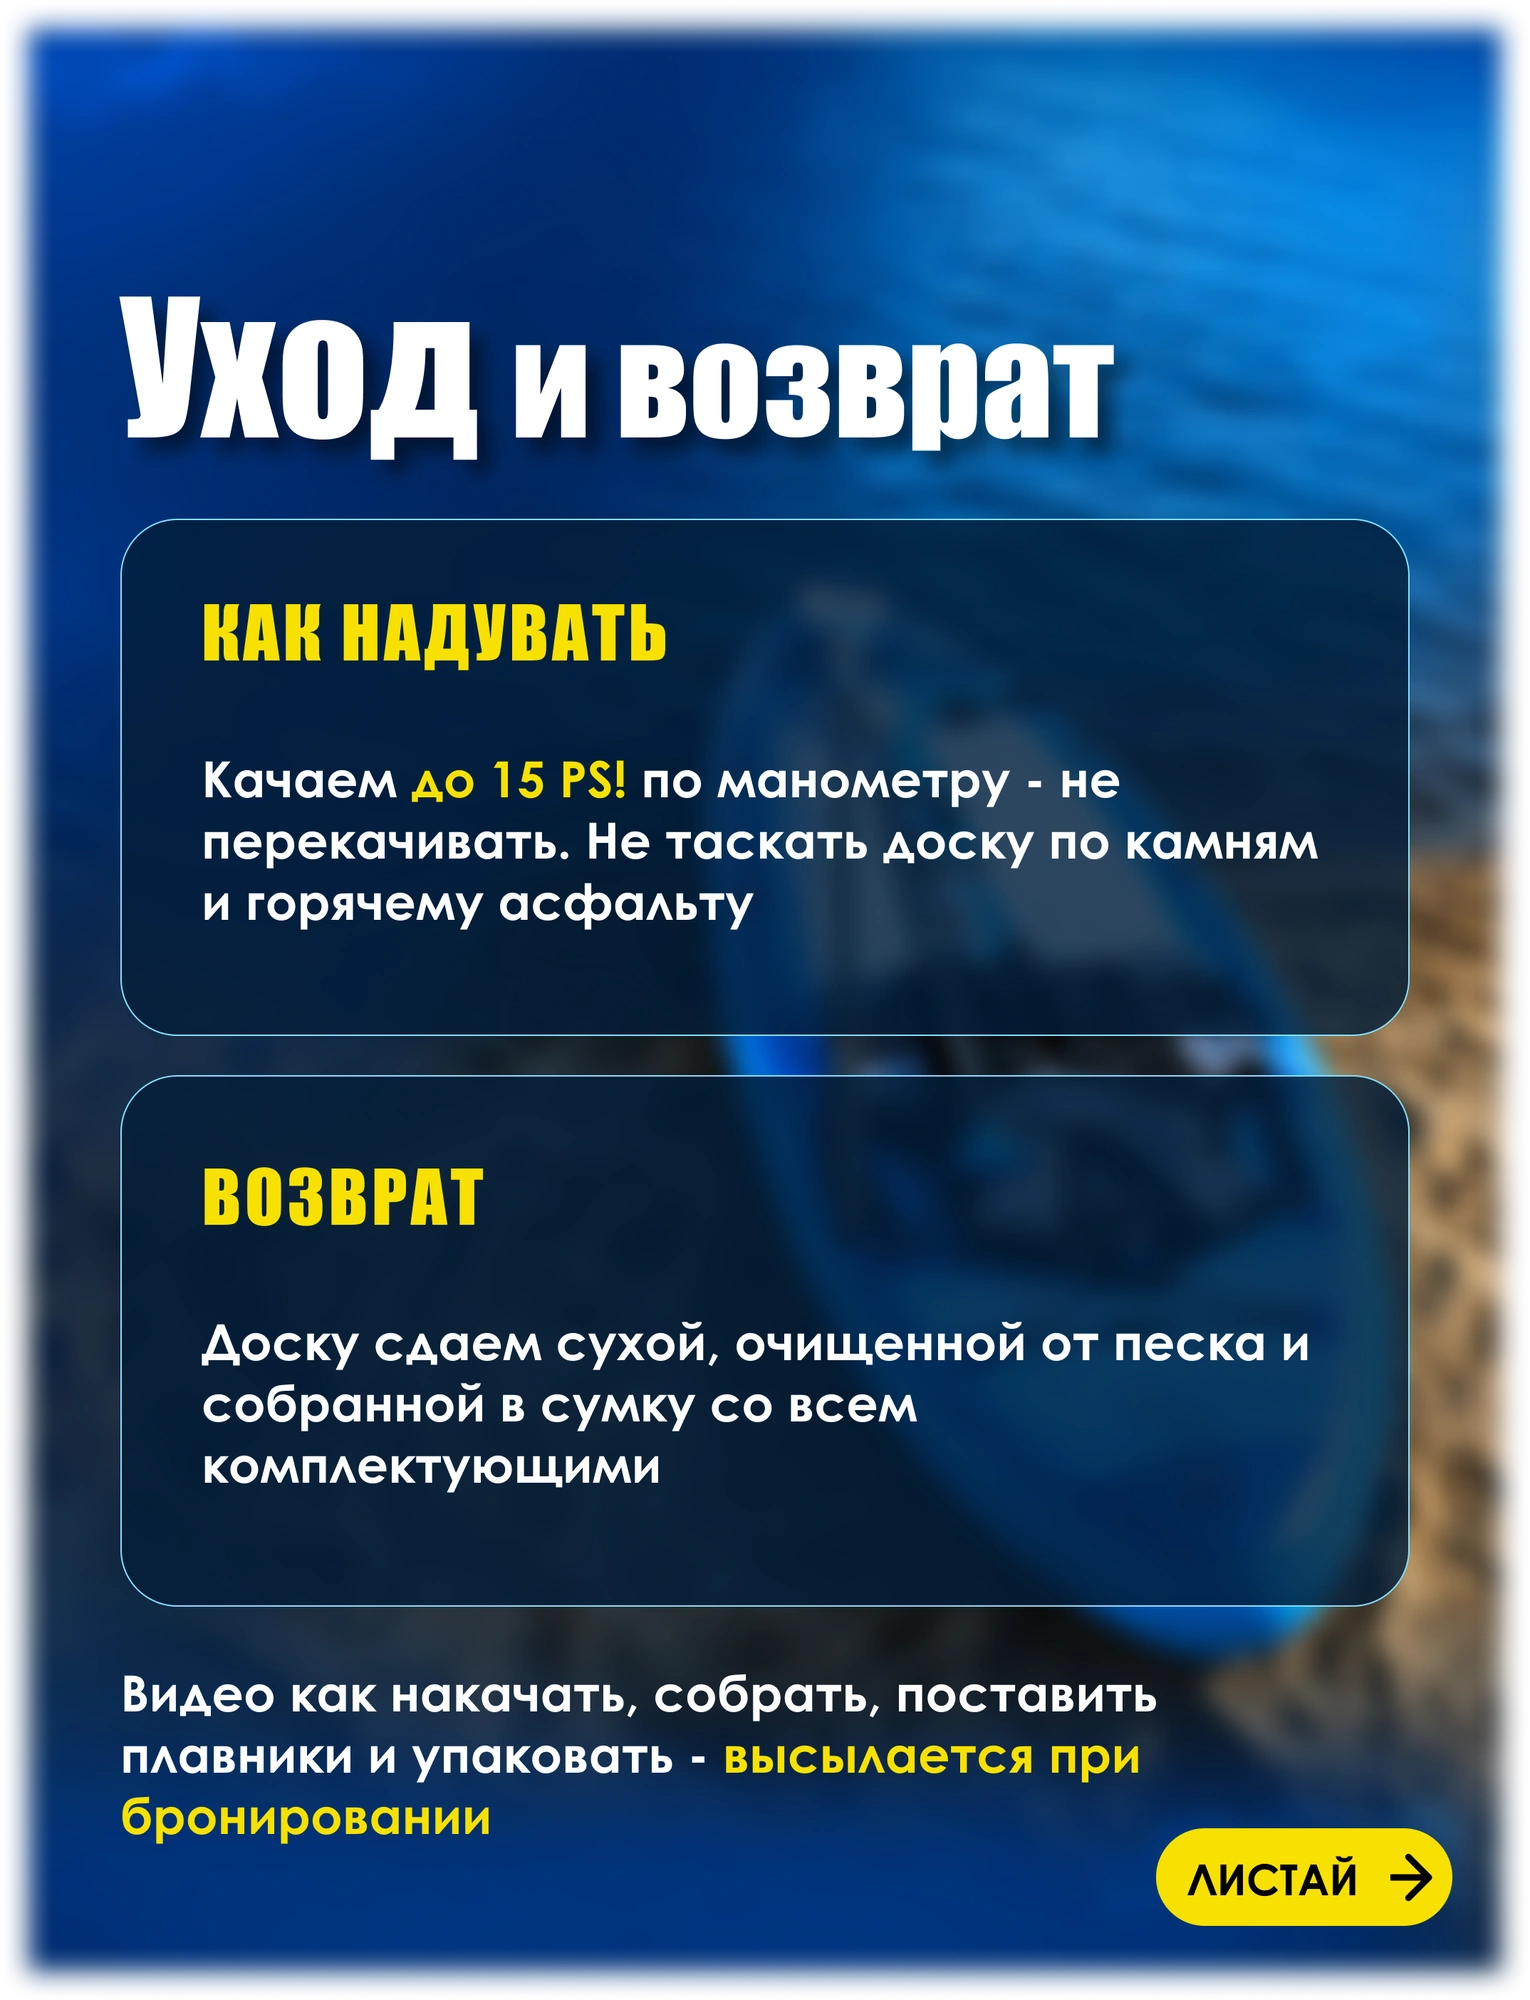 Уход и возврат
КАК НАДУВАТЬ
Качаем до 15 PS! по манометру - не
перекачивать. Не таскать доску по камням
и горячему асфальту
ВОЗВРАТ
Доску сдаем сухой, очищенной от песка и
собранной в сумку со всем
комплектующими
Видео как накачать, собрать, поставить
плавники и упаковать - высылается при
бронировании
ЛИСТАЙ →